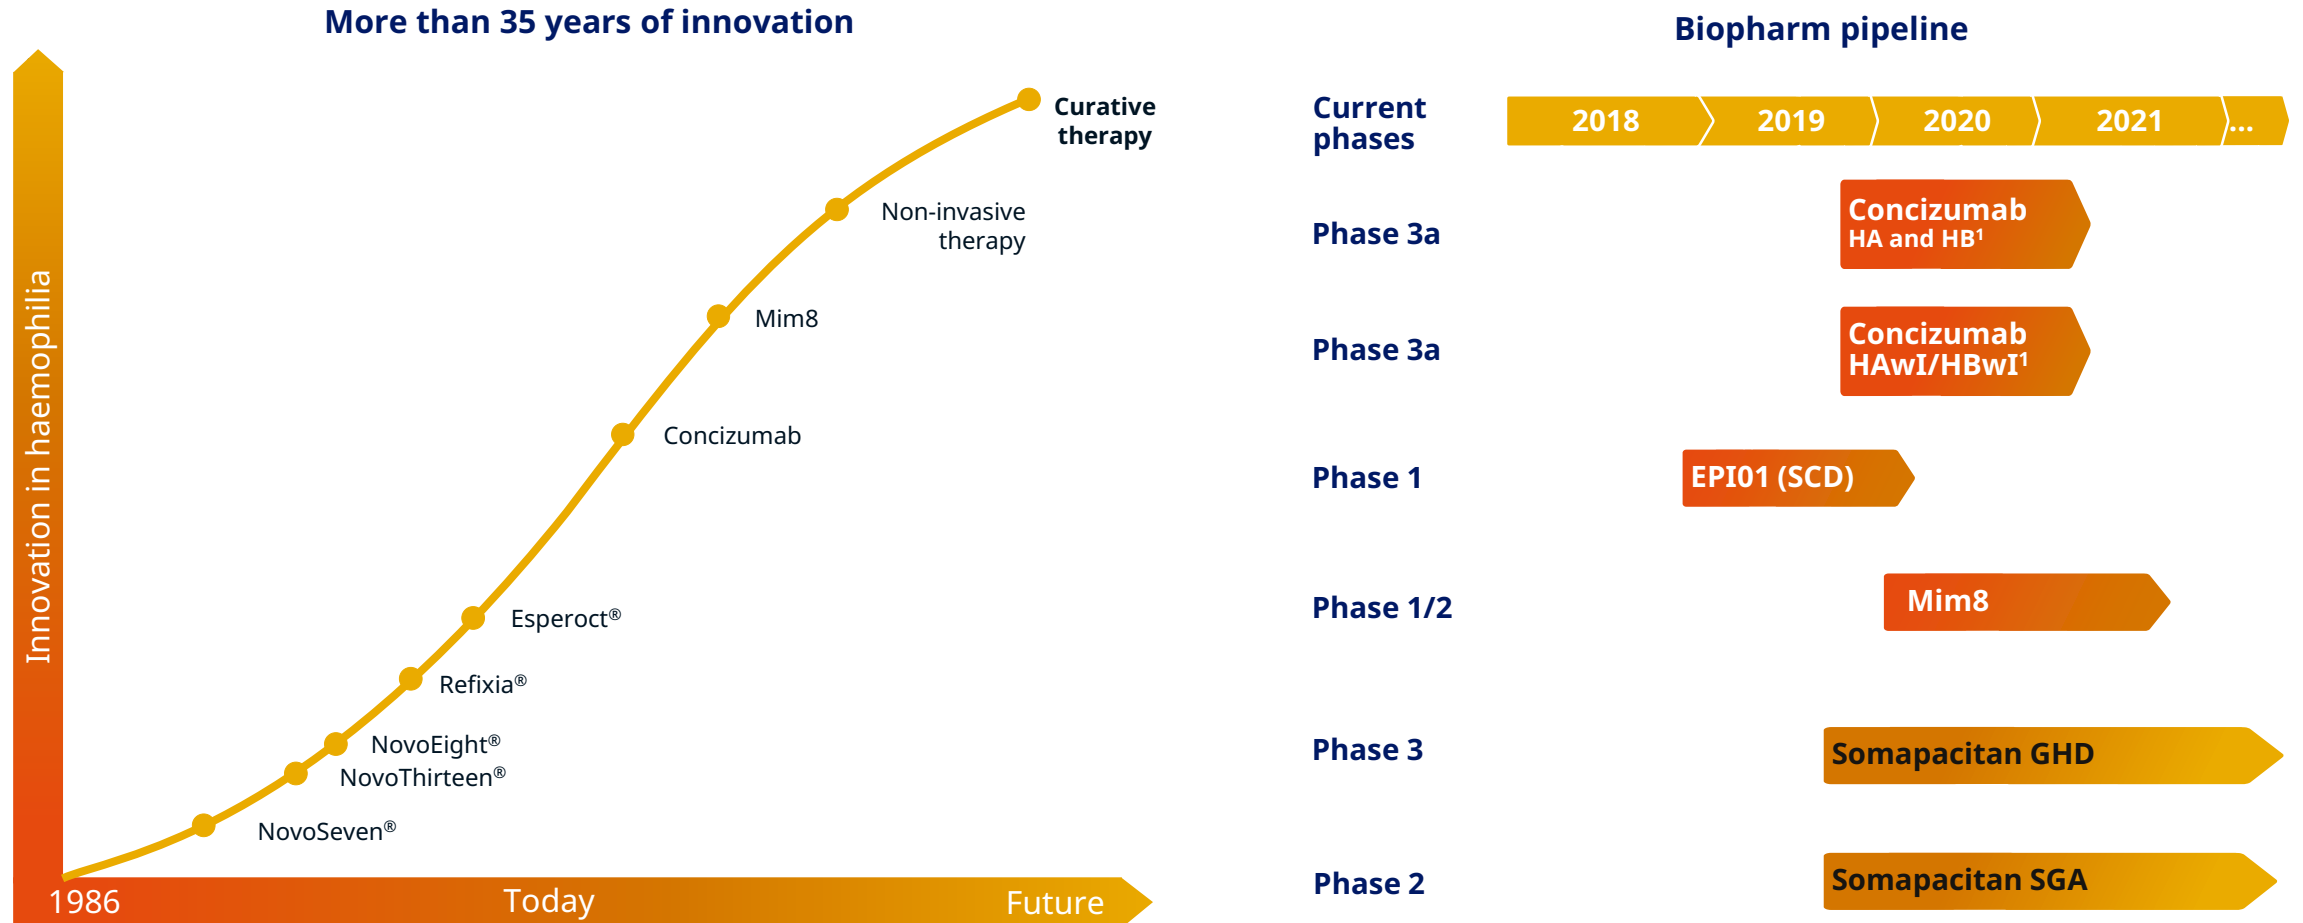 More than 35 years of innovation
Innovation in haemophilia
Curative
therapy
Non-invasive
therapy
Mim8
Concizumab
Esperoct®
Refixia®
NovoEight®
NovoThirteen®
NovoSeven®
1986 Today Future
Biopharm pipeline
Current
phases
2018 2019 2020 2021 ...
Phase 3a
Concizumab
HA and HB¹
Phase 3a
Concizumab
HAwI/HBwI¹
Phase 1
EPI01 (SCD)
Phase 1/2
Mim8
Phase 3
Somapacitan GHD
Phase 2
Somapacitan SGA